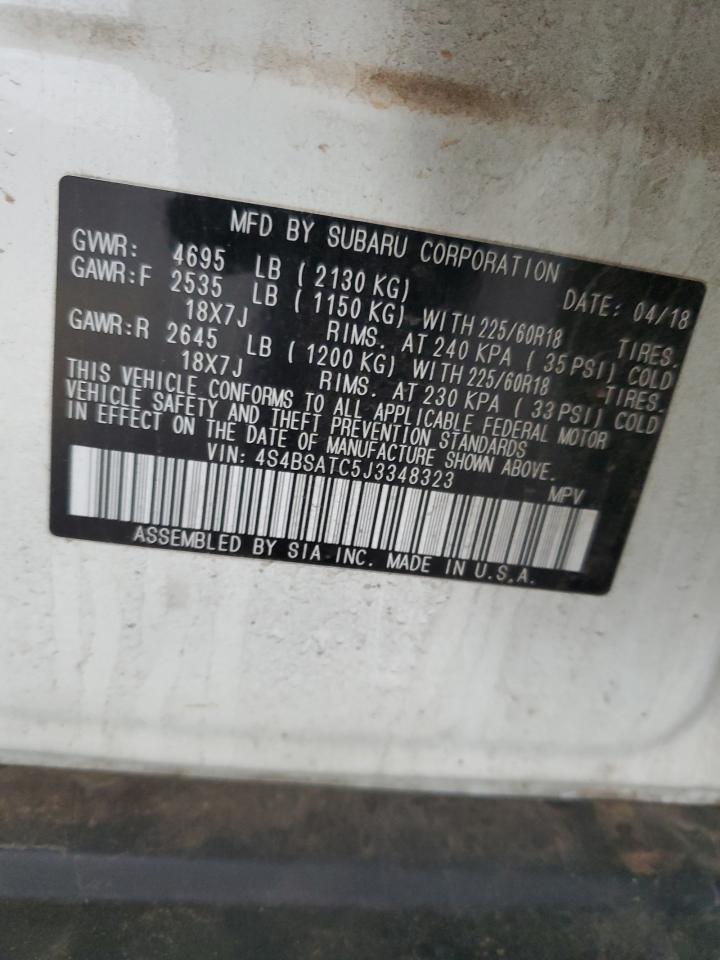 MFD BY SUBARU CORPORATION
GVWR: 4695 LB ( 2130 KG) DATE: 04/18
GAWR:F 2535 LB ( 1150 KG) WITH 225/60R18 TIRES.
18X7J RIMS. AT 240 KPA ( 35 PSI) COLD
GAWR:R 2645 LB ( 1200 KG) WITH 225/60R18 TIRES.
18X7J RIMS. AT 230 KPA ( 33 PSI) COLD
THIS VEHICLE CONFORMS TO ALL APPLICABLE FEDERAL MOTOR
VEHICLE SAFETY AND THEFT PREVENTION STANDARDS
IN EFFECT ON THE DATE OF MANUFACTURE SHOWN ABOVE.
VIN: 4S4BSATC5J3348323 MPV
ASSEMBLED BY SIA INC. MADE IN U.S.A.